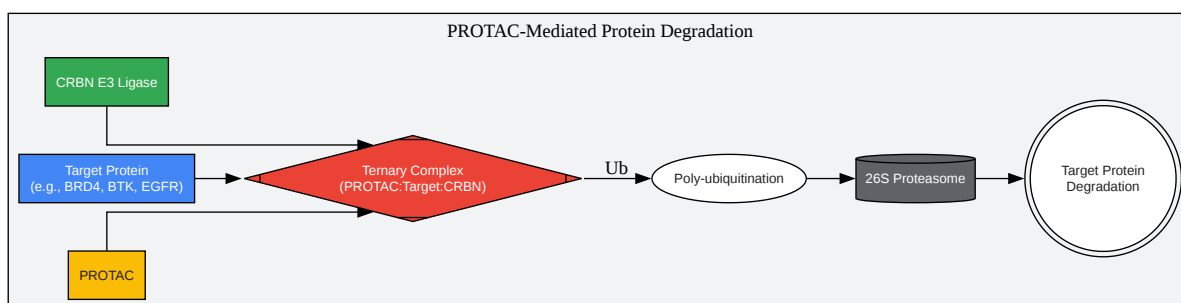 PROTAC-Mediated Protein Degradation
CRBN E3 Ligase
Target Protein
(e.g., BRD4, BTK, EGFR)
PROTAC
Ternary Complex
(PROTAC:Target:CRBN)
Ub
Poly-ubiquitination
26S Proteasome
Target Protein
Degradation